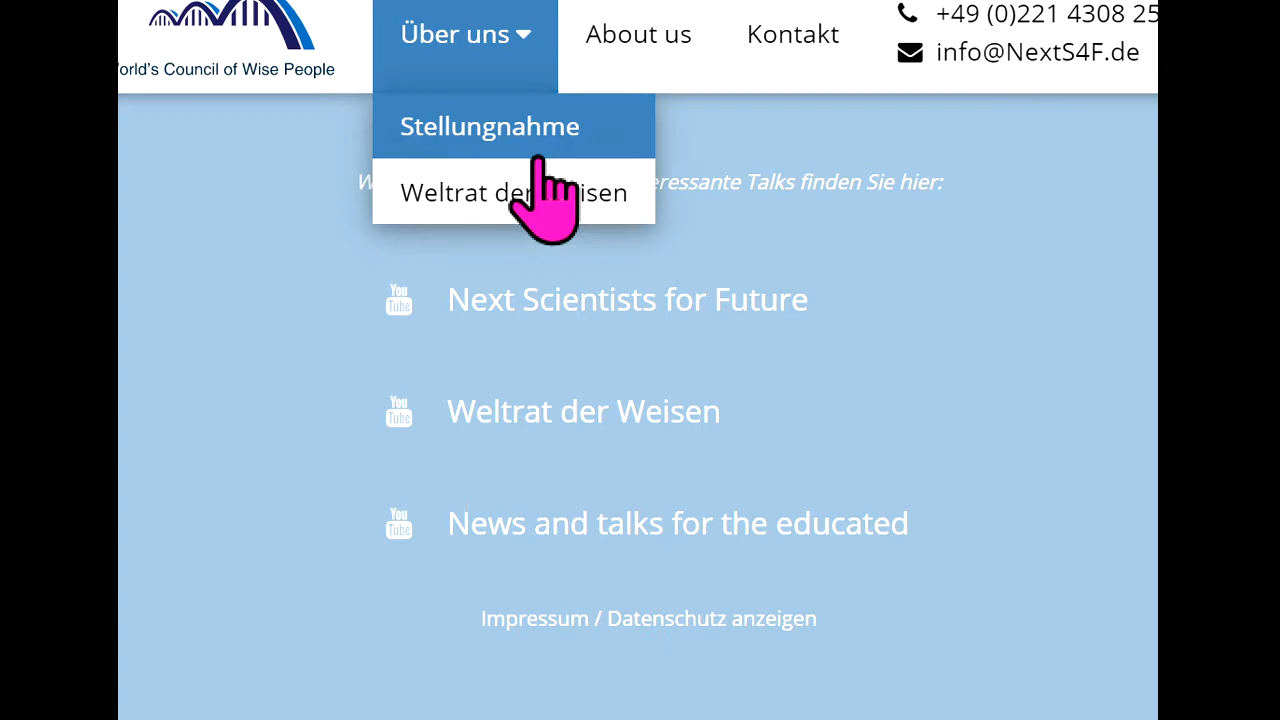 Über uns
About us
Kontakt
+49 (0)221 4308 25
info@NextS4F.de
orld's Council of Wise People
Stellungnahme
Weltrat der
eressante Talks finden Sie hier:
Next Scientists for Future
Weltrat der Weisen
News and talks for the educated
Impressum / Datenschutz anzeigen
You Tube
You Tube
You Tube